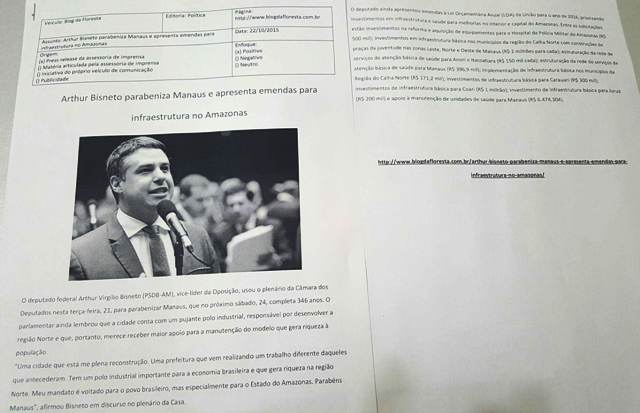 Veículo: Blog da Floresta
Editoria: Política
Página:
http://www.blogdafloresta.com.br
Assunto: Arthur Bisneto parabeniza Manaus e apresenta emendas para
infraestrutura no Amazonas
Data: 22/10/2015
Origem:
(x) Press release da assessoria de imprensa
() Matéria articulada pela assessoria de imprensa
() Iniciativa do próprio veículo de comunicação
() Publicidade
Enfoque:
(x) Positivo
() Negativo
() Neutro
Arthur Bisneto parabeniza Manaus e apresenta emendas para
infraestrutura no Amazonas
O deputado federal Arthur Virgílio Bisneto (PSDB-AM), vice-líder da Oposição, usou o plenário da Câmara dos
Deputados nesta terça-feira, 21, para parabenizar Manaus, que no próximo sábado, 24, completa 346 anos. O
parlamentar ainda lembrou que a cidade conta com um pujante polo industrial, responsável por desenvolver a
região Norte e que, portanto, merece receber maior apoio para a manutenção do modelo que gera riqueza à
população.
"Uma cidade que está me plena reconstrução. Uma prefeitura que vem realizando um trabalho diferente daqueles
que antecederam. Tem um polo industrial importante para a economia brasileira e que gera riqueza na região
Norte. Meu mandato é voltado para o povo brasileiro, mas especialmente para o Estado do Amazonas. Parabéns
Manaus", afirmou Bisneto em discurso no plenário da Casa.
O deputado ainda apresentou emendas à Lei Orçamentária Anual (LOA) da União para o ano de 2016, priorizando
investimentos em infraestrutura e saúde para melhorias no interior e capital do Amazonas. Entre as solicitações
estão investimentos na reforma e aquisição de equipamentos para o Hospital de Polícia Militar do Amazonas (R$
500 mil); investimentos em infraestrutura básica nos municípios da região do Calha Norte com construções de
praças da juventude nas zonas Leste, Norte e Oeste de Manaus (R$ 3 milhões para cada); estruturação da rede de
serviços de atenção básica de saúde para Anori e Itacoatiara (R$ 150 mil cada); estruturação da rede de serviços de
atenção básica de saúde para Manaus (R$ 396,9 mil); implementação de infraestrutura básica nos municípios da
Região do Calha Norte (R$ 171,2 mi); investimentos de infraestrutura básica para Carauari (R$ 300 mil);
investimentos de infraestrutura básica para Coari (R$ 1 milhão); investimento de infraestrutura básica para Juruá
(R$ 200 mil) e apoio à manutenção de unidades de saúde para Manaus (R$ 6.474,304).
http://www.blogdafloresta.com.br/arthur-bisneto-parabeniza-manaus-e-apresenta-emendas-para-
infraestrutura-no-amazonas/